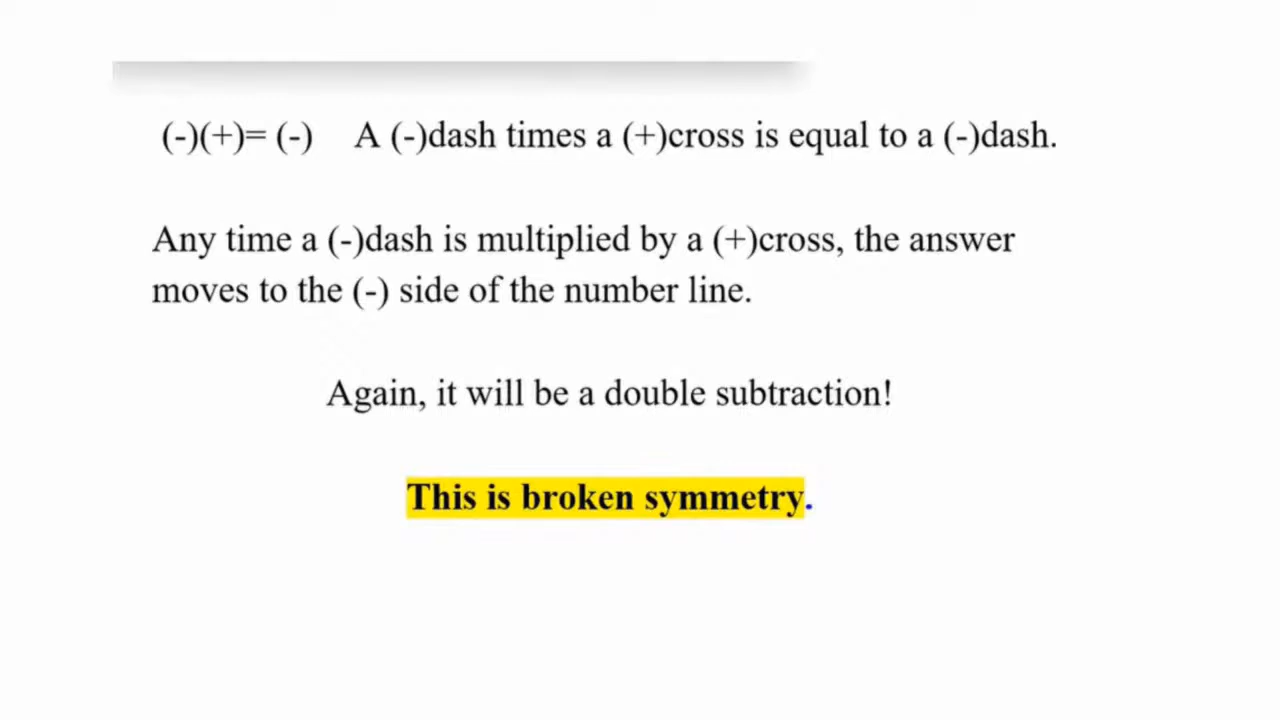 (-)(+)= (-) A (-)dash times a (+)cross is equal to a (-)dash.
Any time a (-)dash is multiplied by a (+)cross, the answer
moves to the (-) side of the number line.
Again, it will be a double subtraction!
This is broken symmetry.